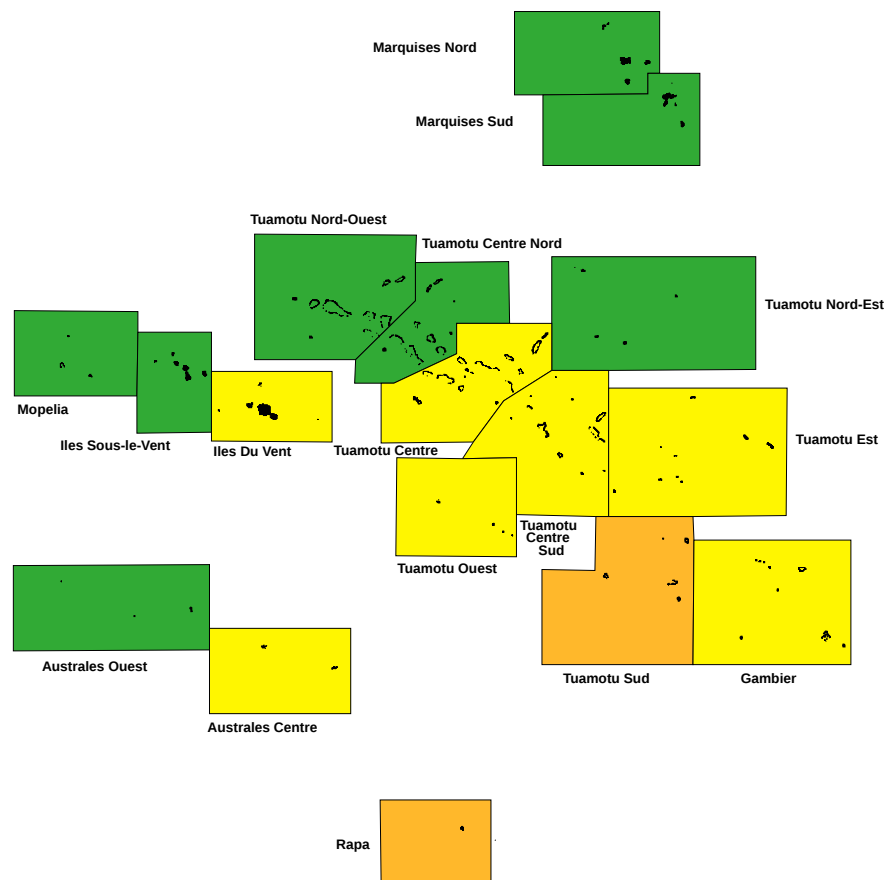 Marquises Nord
Marquises Sud
Tuamotu Nord-Ouest
Tuamotu Centre Nord
Tuamotu Nord-Est
Mopelia
Iles Sous-le-Vent
Iles Du Vent
Tuamotu Centre
Tuamotu Est
Tuamotu
Centre
Sud
Tuamotu Ouest
Australes Ouest
Tuamotu Sud
Gambier
Australes Centre
Rapa